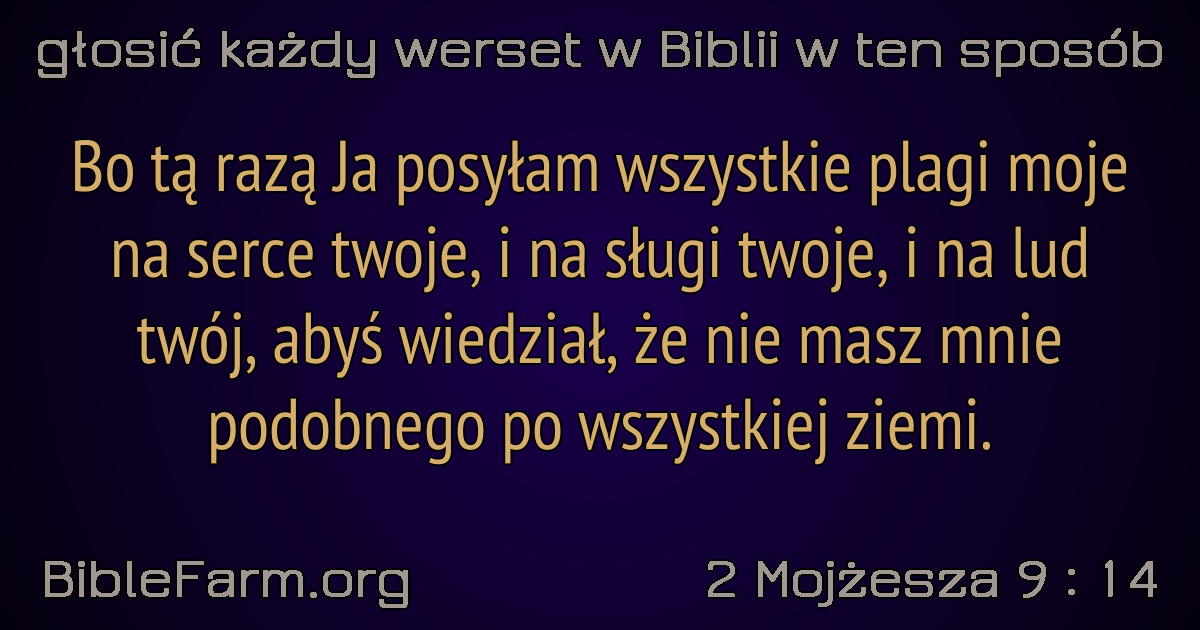 głosić każdy werset w Biblii w ten sposób
Bo tą razą Ja posyłam wszystkie plagi moje
na serce twoje, i na sługi twoje, i na lud
twój, abyś wiedział, że nie masz mnie
podobnego po wszystkiej ziemi.
BibleFarm.org
2 Mojżesza 9 : 14